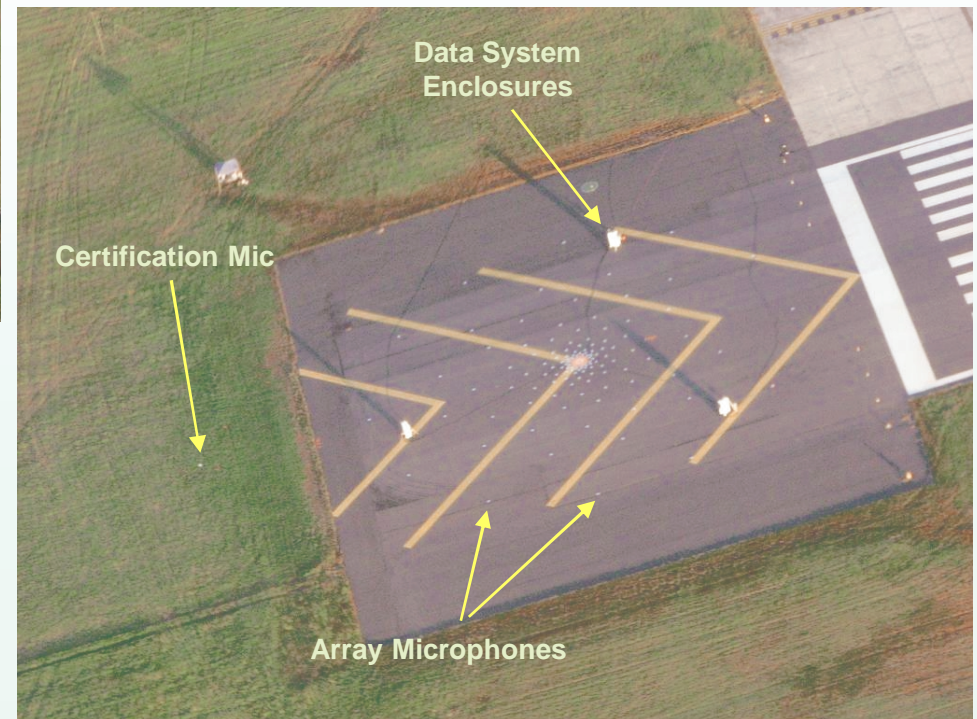 Data System
Enclosures
Certification Mic
Array Microphones